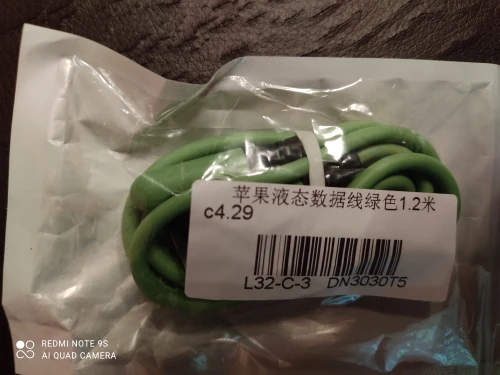 苹果液态数据线绿色1.2米
c4.29
L32-C-3 DN3030T5
REDMI NOTE 9S
AI QUAD CAMERA